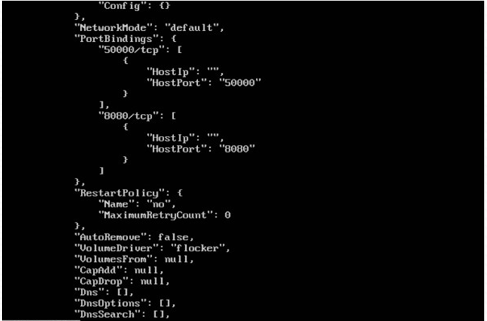 "Config": {}
},
"NetworkMode": "default",
"PortBindings": {
"50000/tcp": [
{
"HostIp": "",
"HostPort": "50000"
}
],
"8080/tcp": [
{
"HostIp": "",
"HostPort": "8080"
}
]
},
"RestartPolicy": {
"Name": "no",
"MaximumRetryCount": 0
},
"AutoRemove": false,
"VolumeDriver": "flocker",
"VolumesFrom": null,
"CapAdd": null,
"CapDrop": null,
"Dns": [],
"DnsOptions": [],
"DnsSearch": [],